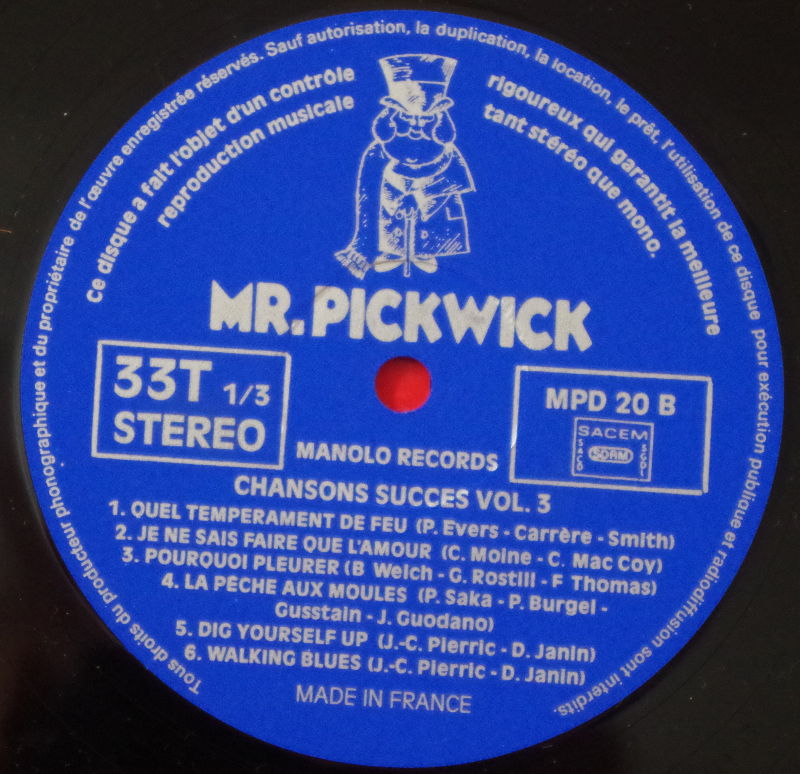 Tous droits du producteur phonographique et du propriétaire de l'œuvre enregistrée réservés. Sauf autorisation, la duplication, la location, le prêt, l'utilisation de ce disque pour exécution publique et radiodiffusion sont interdits.
ce disque a fait l'objet d'un contrôle rigoureux qui garantit la meilleure
reproduction musicale tant stéréo que mono.
MR. PICKWICK
33T 1/3
STEREO
MPD 20 B
SACEM
SACD SDRM SGDL
MANOLO RECORDS
CHANSONS SUCCES VOL. 3
1. QUEL TEMPERAMENT DE FEU (P. Evers - Carrère - Smith)
2. JE NE SAIS FAIRE QUE L'AMOUR (C. Moine - C. Mac Coy)
3. POURQUOI PLEURER (B Welch - G. Rostill - F Thomas)
4. LA PECHE AUX MOULES (P. Saka - P. Burgel -
Gusstain - J. Guodano)
5. DIG YOURSELF UP (J.-C. Pierric - D. Janin)
6. WALKING BLUES (J.-C. Pierric - D. Janin)
MADE IN FRANCE